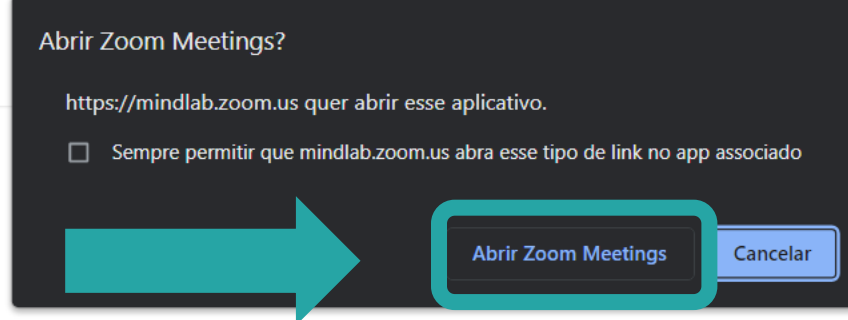 Abrir Zoom Meetings?
https://mindlab.zoom.us quer abrir esse aplicativo.
Sempre permitir que mindlab.zoom.us abra esse tipo de link no app associado
Abrir Zoom Meetings Cancelar